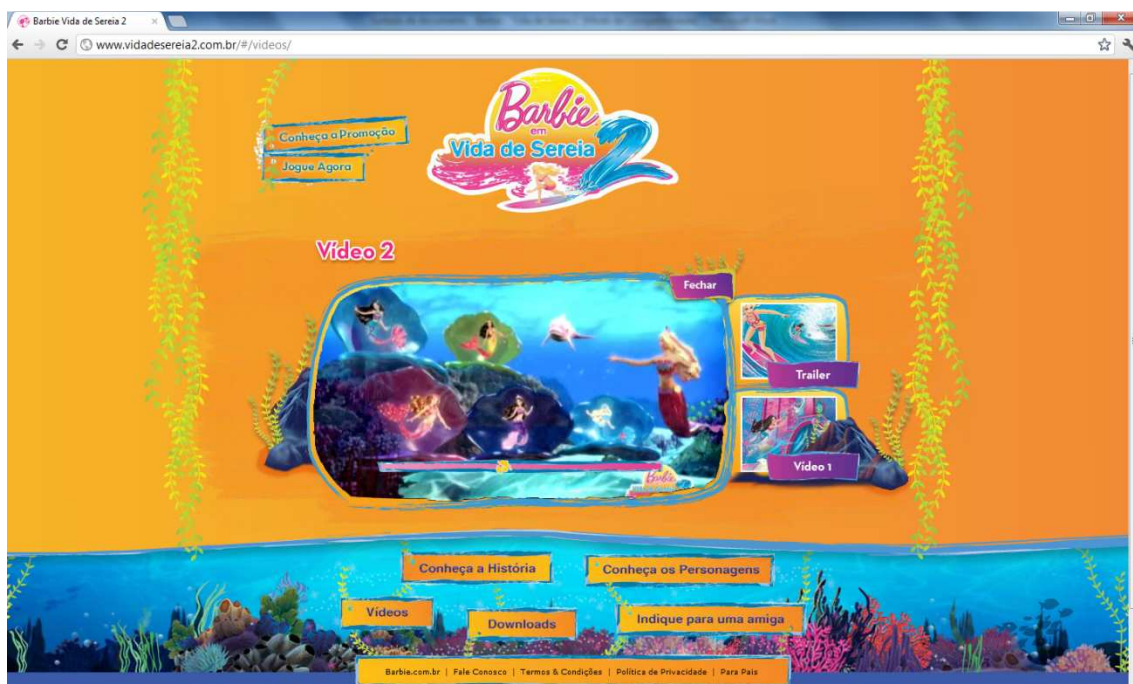 Barbie Vida de Sereia 2
www.vidadesereia2.com.br/#/videos/
Conheça a Promoção
Jogue Agora
Barbie
em
Vida de Sereia
2
Vídeo 2
Fechar
Trailer
Vídeo 1
Barbie
Conheça a História
Conheça os Personagens
Vídeos
Downloads
Indique para uma amiga
Barbie.com.br | Fale Conosco | Termos & Condições | Política de Privacidade | Para Pais